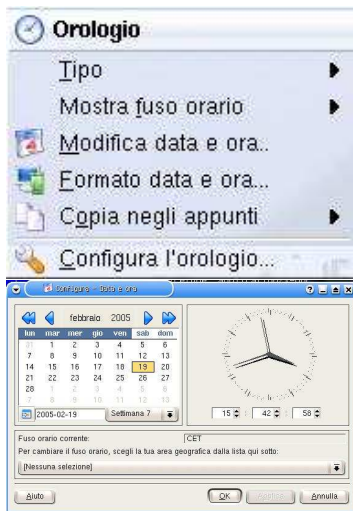 Orologio
Tipo
Mostra fuso orario
Modifica data e ora..
Formato data e ora...
Copia negli appunti
Configura l'orologio...
Configura - Data e ora
febbraio 2005
lun mar mer gio ven sab dom
31 1 2 3 4 5 6
7 8 9 10 11 12 13
14 15 16 17 18 19 20
21 22 23 24 25 26 27
28 1 2 3 4 5 6
7 8 9 10 11 12 13
2005-02-19 Settimana 7
15 : 42 : 58
Fuso orario corrente: CET
Per cambiare il fuso orario, scegli la tua area geografica dalla lista qui sotto:
[Nessuna selezione]
Aiuto OK Applica Annulla